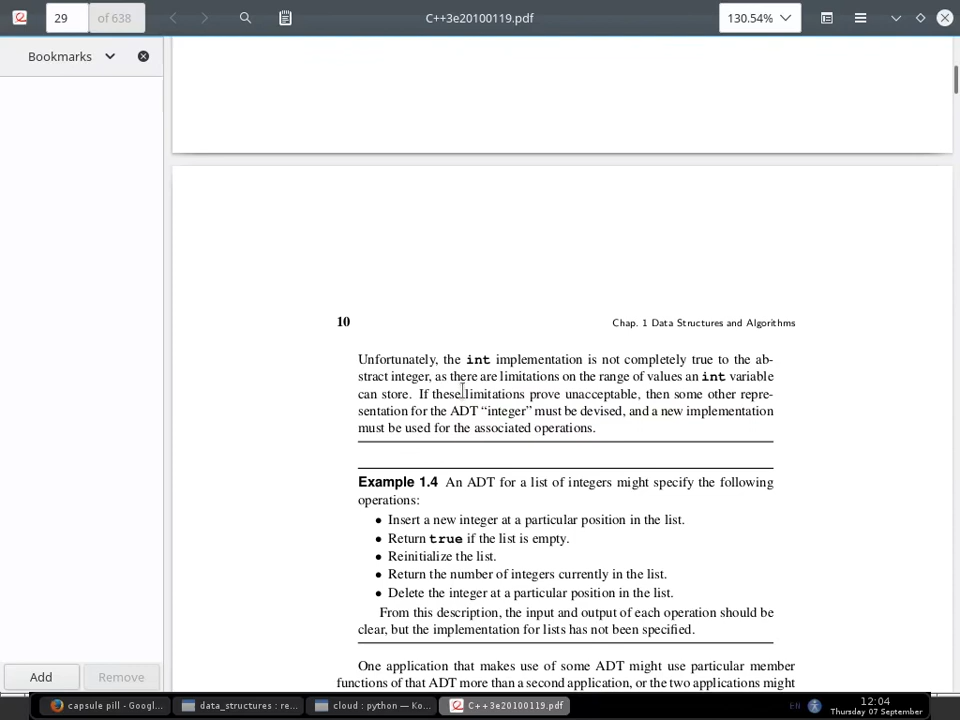 29
of 638
C++3e20100119.pdf
130.54%
Bookmarks
10
Chap. 1 Data Structures and Algorithms
Unfortunately, the int implementation is not completely true to the ab-
stract integer, as there are limitations on the range of values an int variable
can store. If these limitations prove unacceptable, then some other repre-
sentation for the ADT “integer” must be devised, and a new implementation
must be used for the associated operations.
Example 1.4 An ADT for a list of integers might specify the following
operations:
• Insert a new integer at a particular position in the list.
• Return true if the list is empty.
• Reinitialize the list.
• Return the number of integers currently in the list.
• Delete the integer at a particular position in the list.
From this description, the input and output of each operation should be
clear, but the implementation for lists has not been specified.
One application that makes use of some ADT might use particular member
functions of that ADT more than a second application, or the two applications might
Add
Remove
capsule pill - Googl...
data_structures : re...
cloud : python — Ko...
C++3e20100119.pdf
EN
12:04
Thursday 07 September